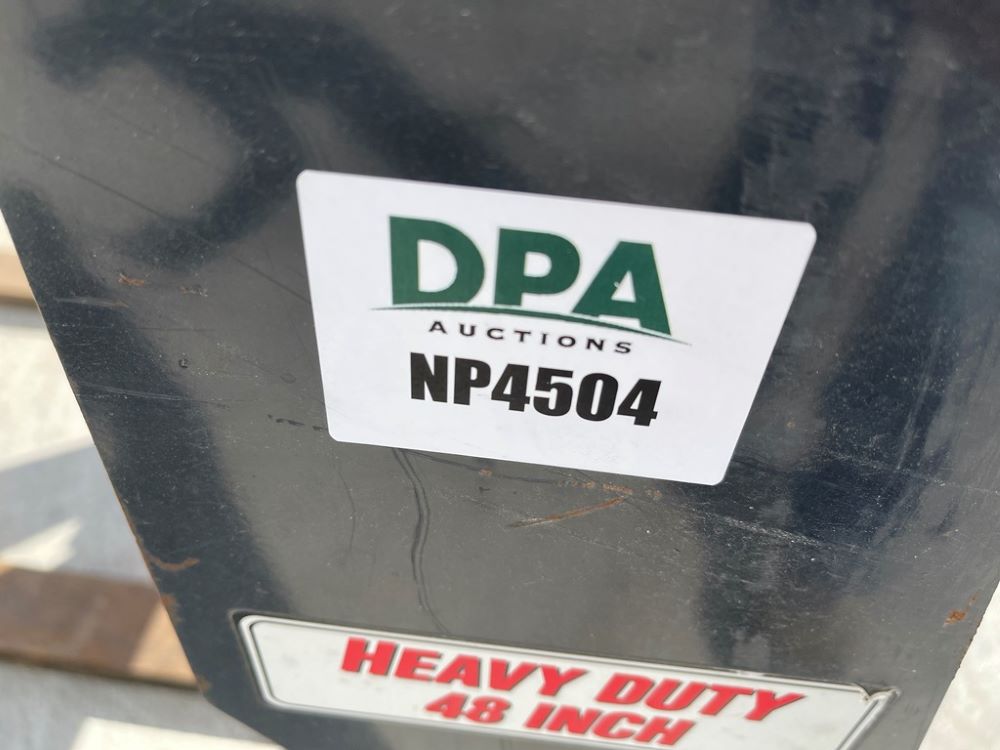 DPA
AUCTIONS
NP4504
HEAVY DUTY
48 INCH